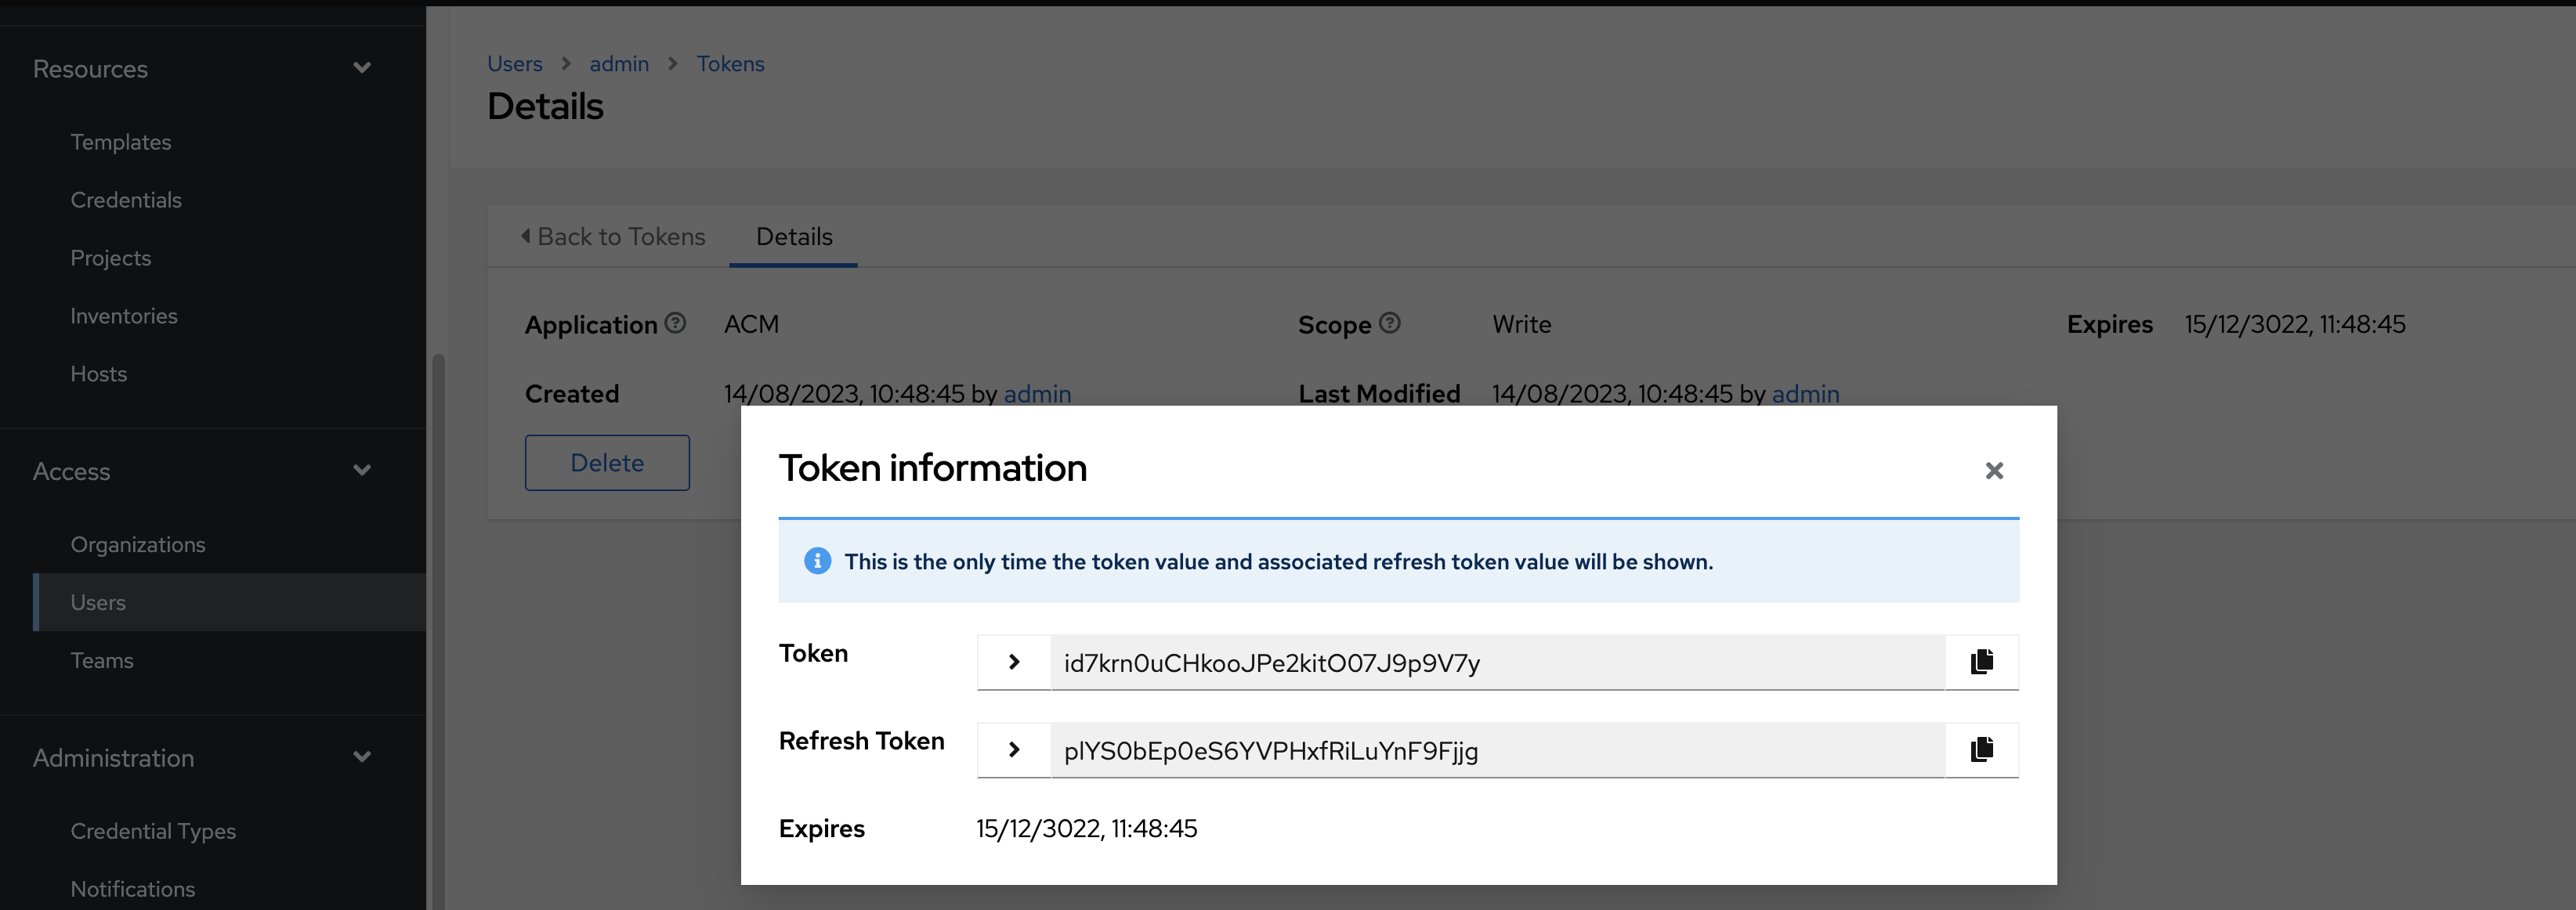 Resources
Templates
Credentials
Projects
Inventories
Hosts
Access
Organizations
Users
Teams
Administration
Credential Types
Notifications
Users > admin > Tokens
Details
Back to Tokens
Details
Application ACM
Scope Write
Expires 15/12/3022, 11:48:45
Created 14/08/2023, 10:48:45 by admin
Last Modified 14/08/2023, 10:48:45 by admin
Delete
Token information
This is the only time the token value and associated refresh token value will be shown.
Token id7krn0uCHkooJPe2kitO07J9p9V7y
Refresh Token plYS0bEp0eS6YVPHxfRiLuYnF9Fjjg
Expires 15/12/3022, 11:48:45